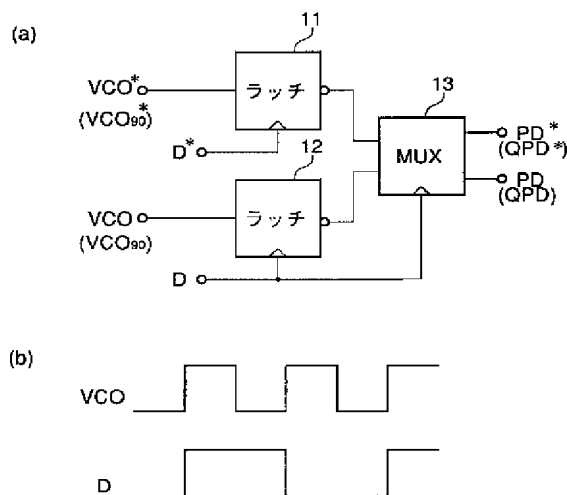 (a)
11
VCO*
(VCO90*)
ラッチ
D*
12
VCO
(VCO90)
ラッチ
D
13
MUX
PD*
(QPD*)
PD
(QPD)
(b)
VCO
D